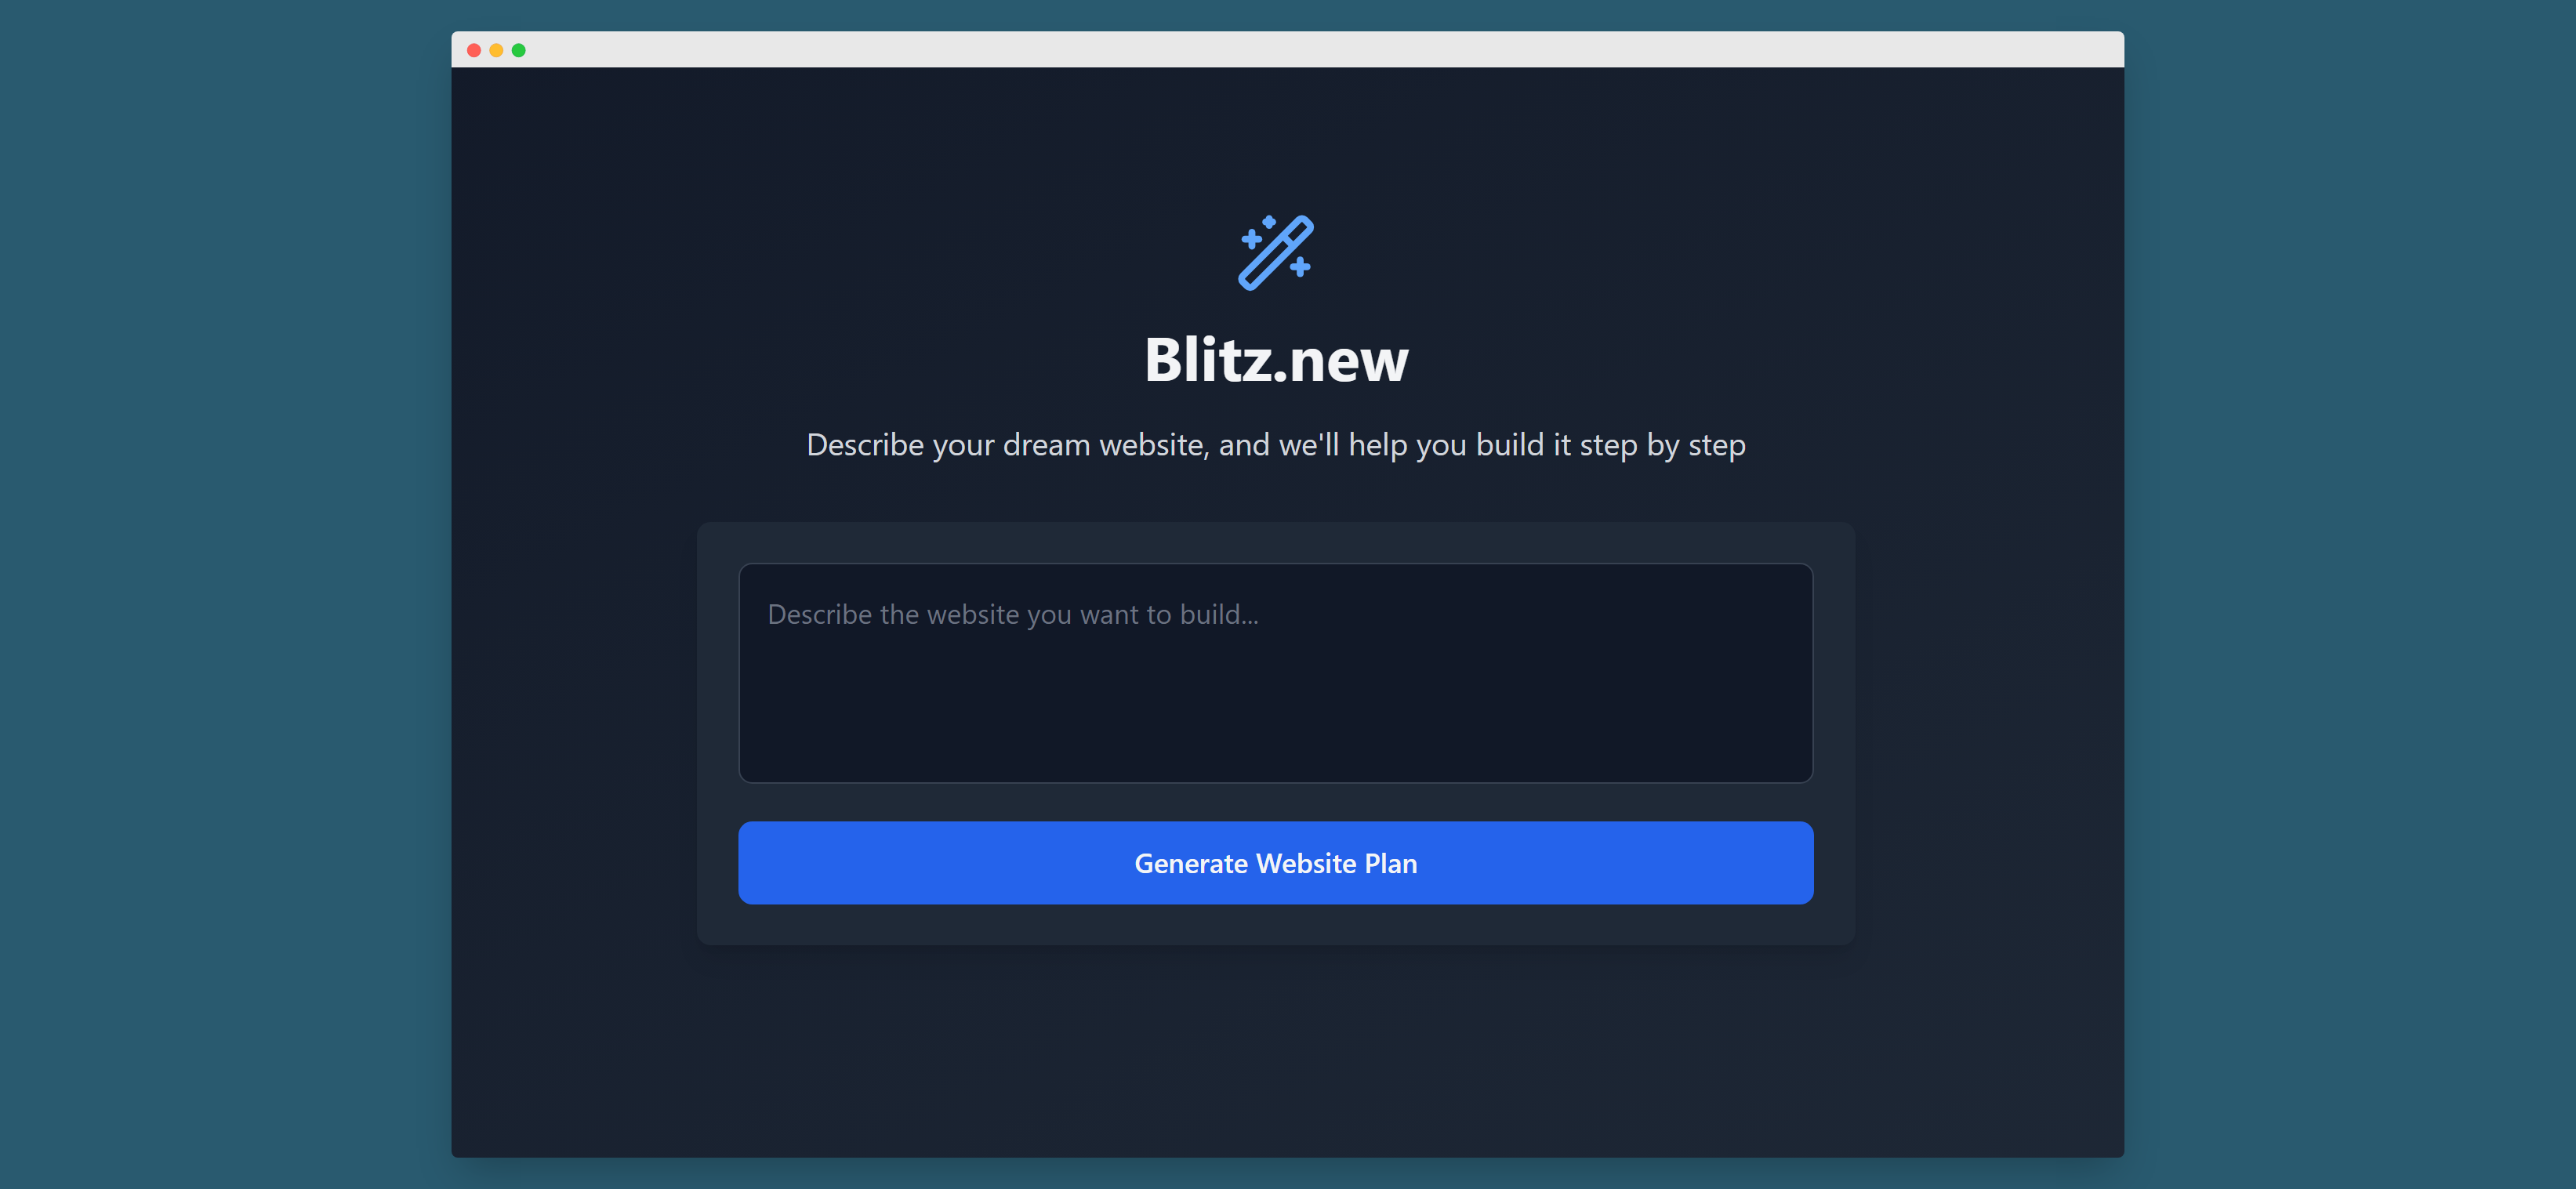 Blitz.new
Describe your dream website, and we'll help you build it step by step
Describe the website you want to build...
Generate Website Plan